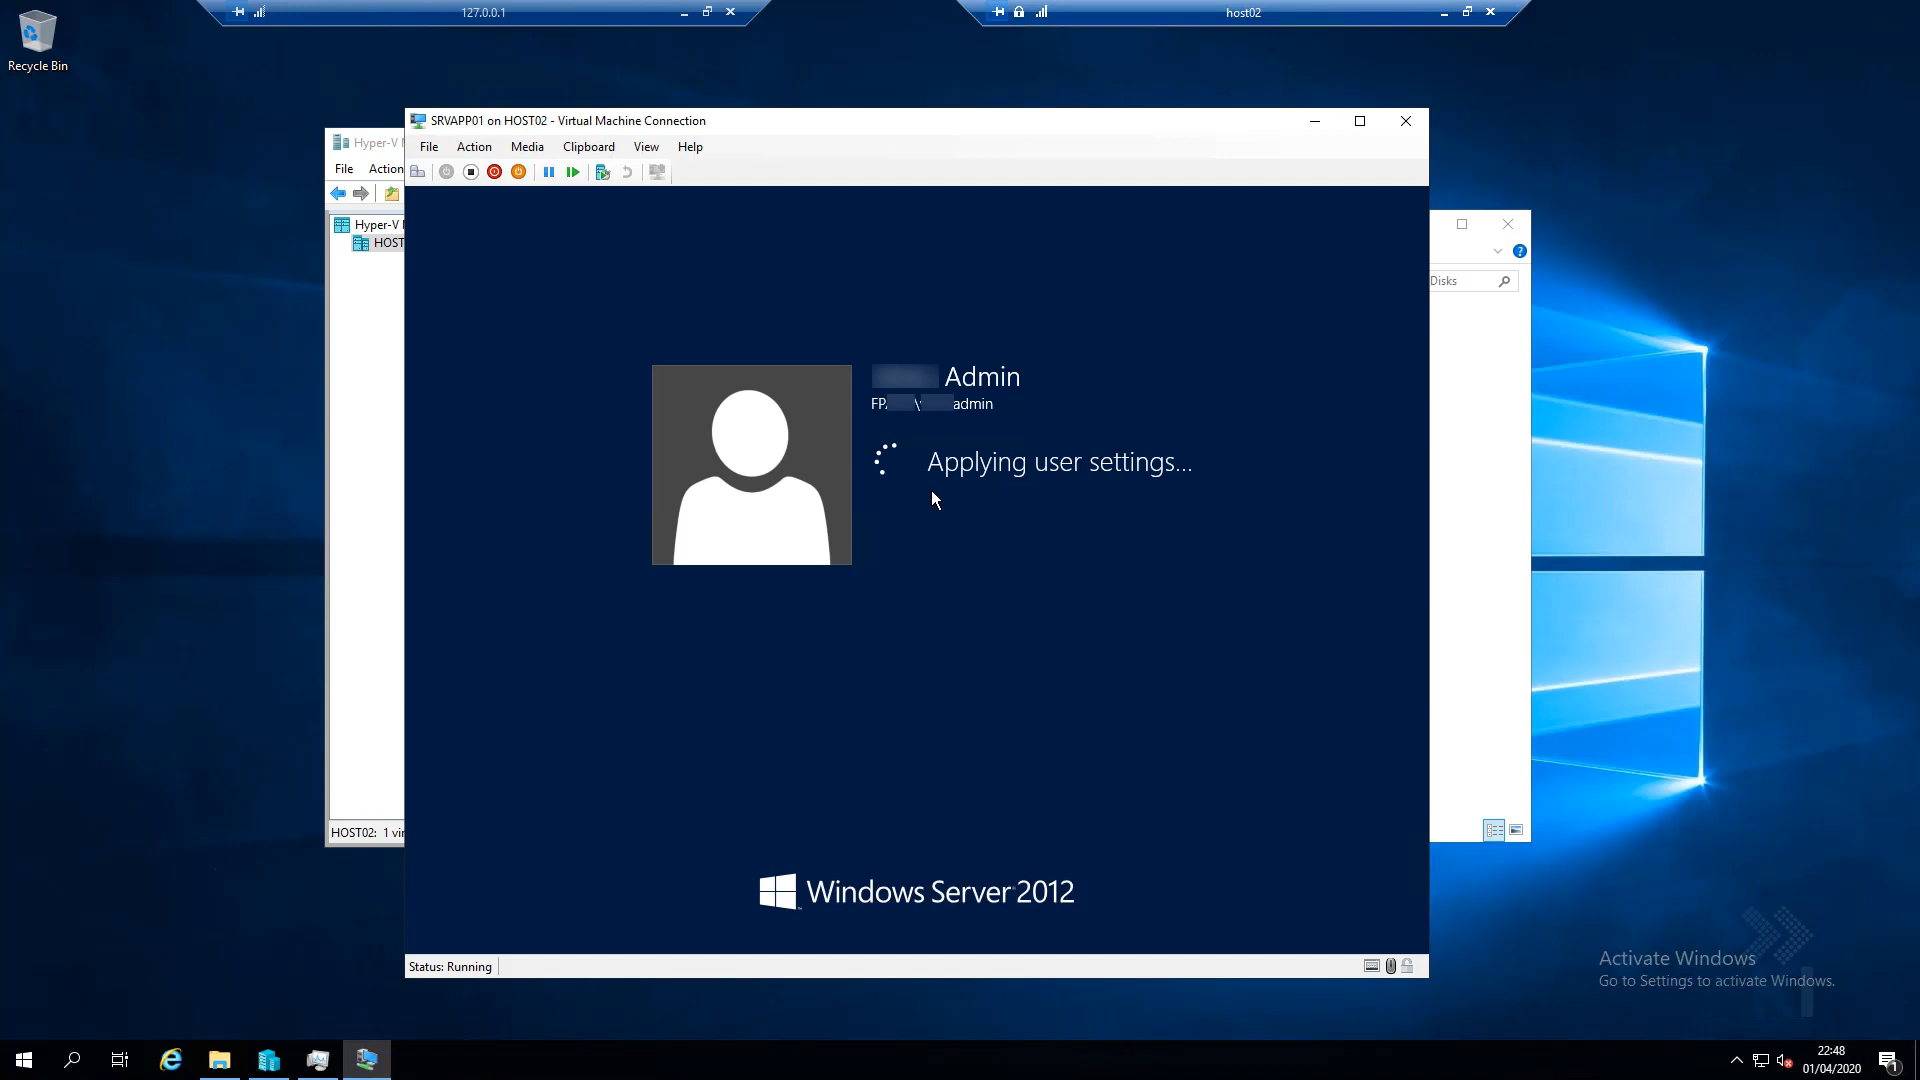 127.0.0.1
host02
Recycle Bin
SRVAPP01 on HOST02 - Virtual Machine Connection
File Action Media Clipboard View Help
Hyper-V
File Action
Hyper-V
HOST
Disks
Admin
FP \ admin
Applying user settings...
HOST02: 1 vir
Windows Server 2012
Status: Running
Activate Windows
Go to Settings to activate Windows.
22:48
01/04/2020
1